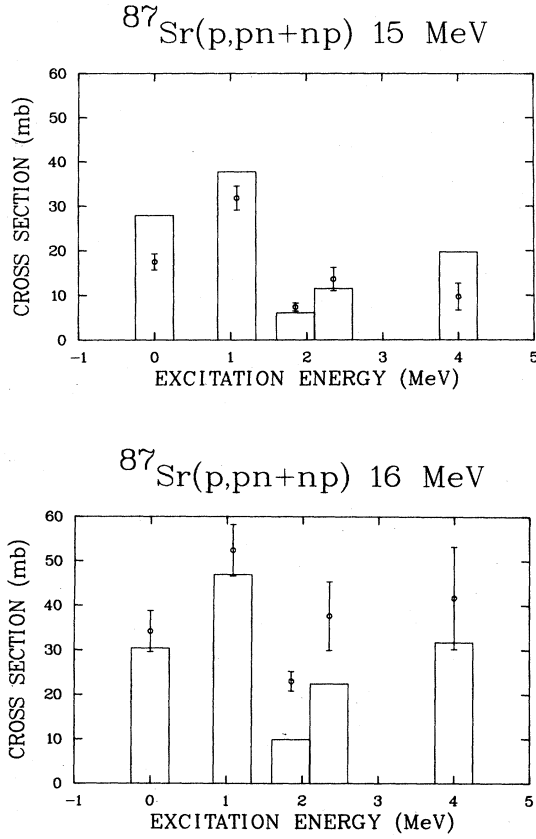 ⁸⁷Sr(p,pn+np) 15 MeV
CROSS SECTION (mb)
60
50
40
30
20
10
0
-1 0 1 2 3 4 5
EXCITATION ENERGY (MeV)
⁸⁷Sr(p,pn+np) 16 MeV
CROSS SECTION (mb)
60
50
40
30
20
10
0
-1 0 1 2 3 4 5
EXCITATION ENERGY (MeV)